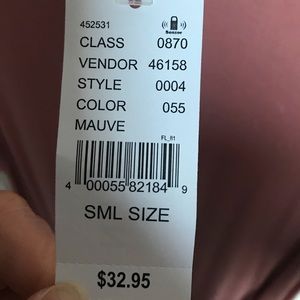 452531
Sensor
CLASS 0870
VENDOR 46158
STYLE 0004
COLOR 055
MAUVE
FL_81
4 00055 82184 9
SML SIZE
$32.95